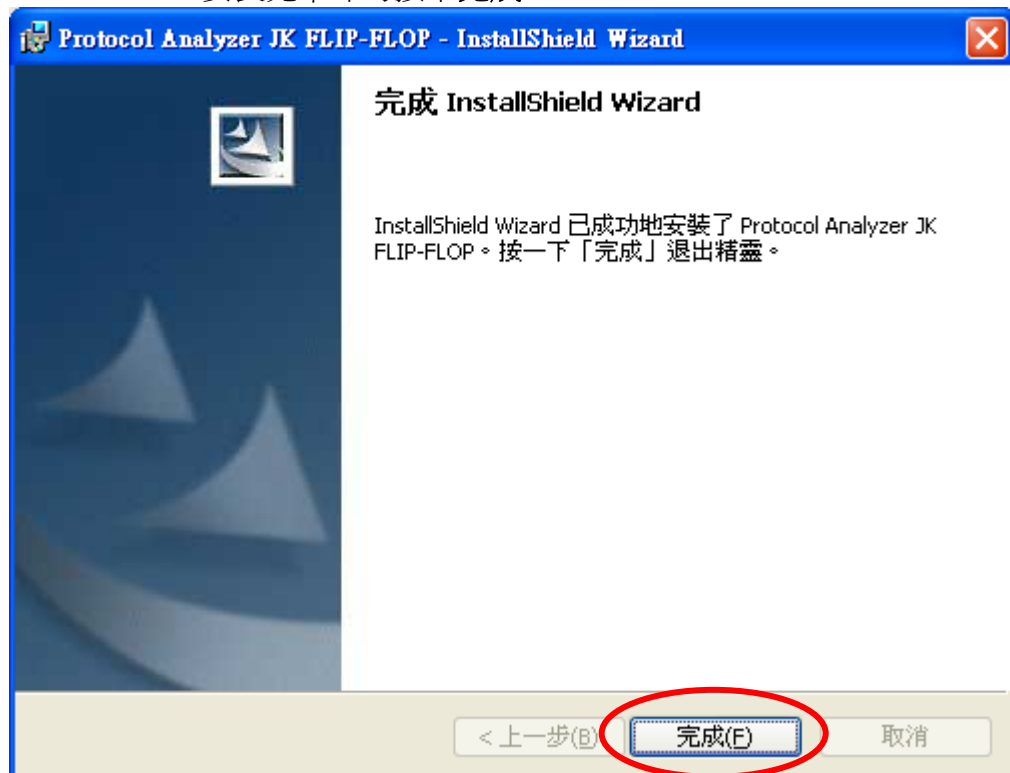 Protocol Analyzer JK FLIP-FLOP - InstallShield Wizard
完成 InstallShield Wizard
InstallShield Wizard 已成功地安裝了 Protocol Analyzer JK
FLIP-FLOP。按一下「完成」退出精靈。
< 上一步(B)
完成(F)
取消